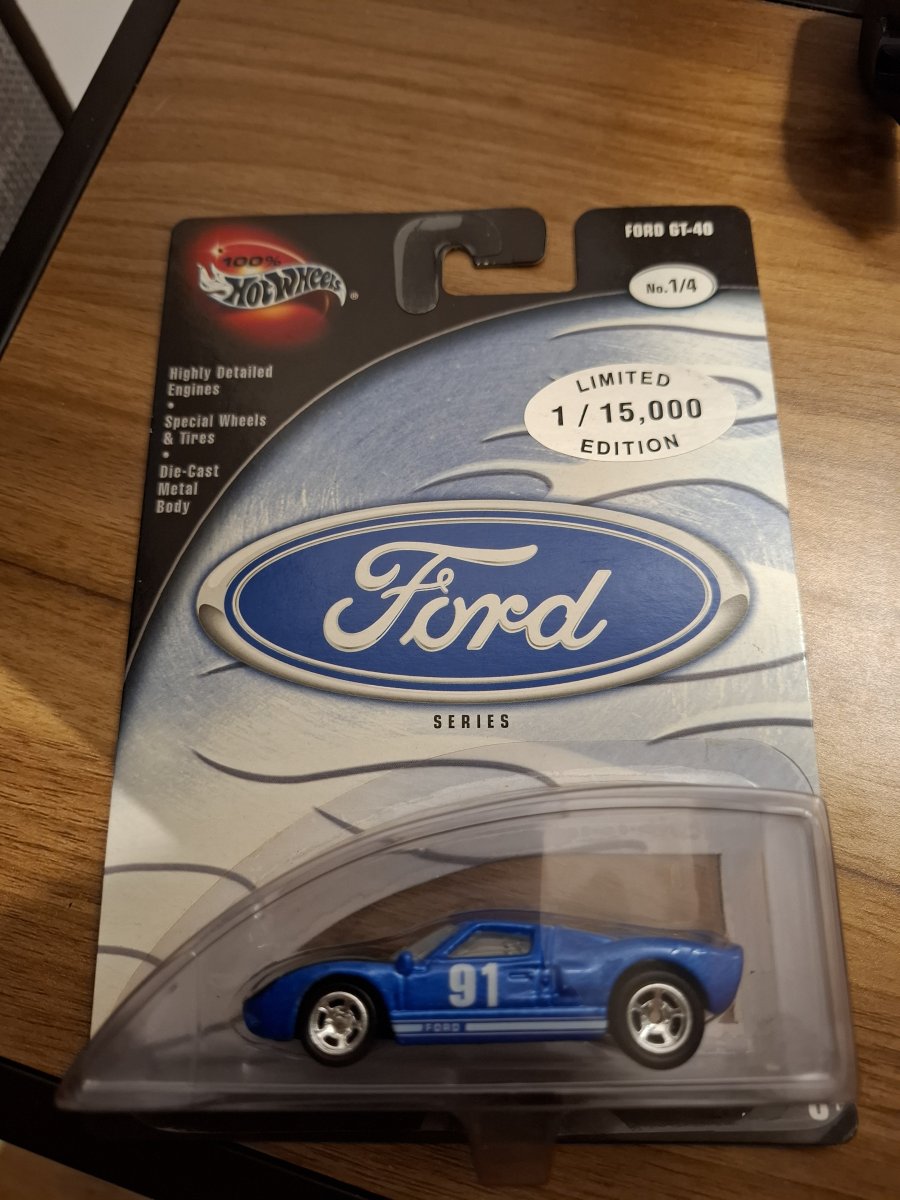 100%
HOT WHEELS®
FORD GT-40
No.1/4
Highly Detailed
Engines
•
Special Wheels
& Tires
•
Die-Cast
Metal
Body
LIMITED
1 / 15,000
EDITION
Ford
SERIES
91
FORD